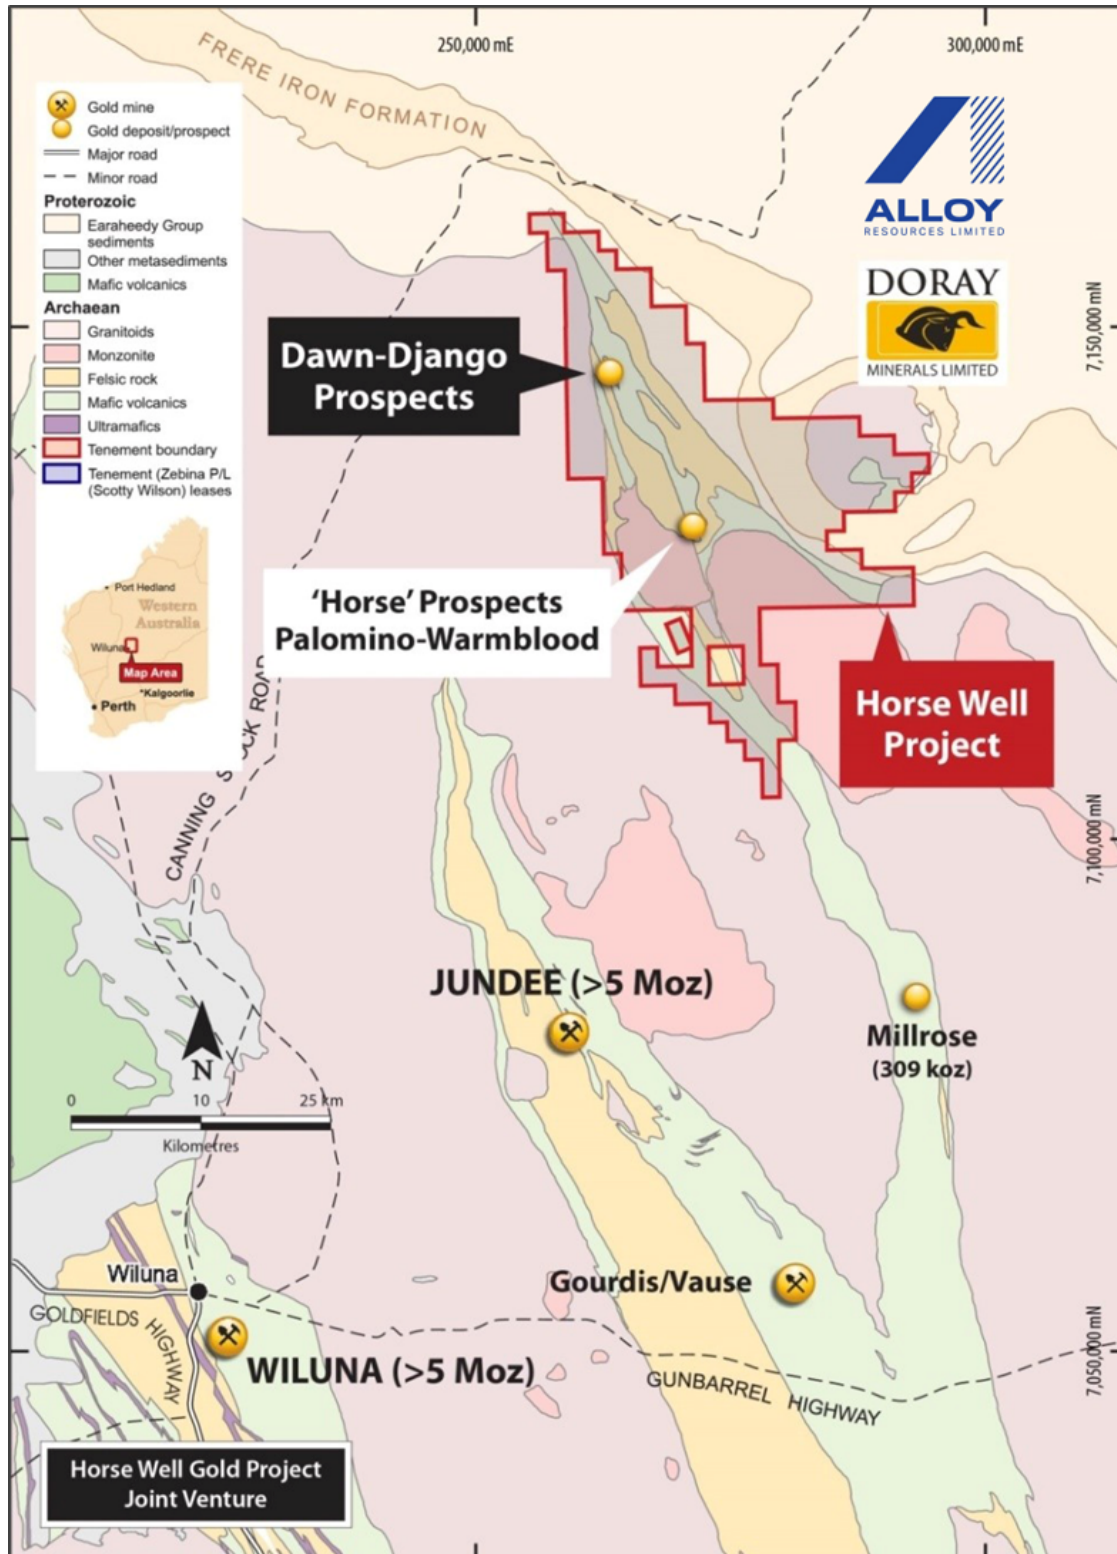 250,000 mE
300,000 mE
FRERE IRON FORMATION
Gold mine
Gold deposit/prospect
Major road
Minor road
Proterozoic
Earaheedy Group
sediments
Other metasediments
Mafic volcanics
Archaean
Granitoids
Monzonite
Felsic rock
Mafic volcanics
Ultramafics
Tenement boundary
Tenement (Zebina P/L
(Scotty Wilson) leases
Port Hedland
Western
Australia
Wiluna
Map Area
Kalgoorlie
Perth
ALLOY
RESOURCES LIMITED
DORAY
MINERALS LIMITED
7,150,000 mN
Dawn-Django
Prospects
'Horse' Prospects
Palomino-Warmblood
Horse Well
Project
CANNING STOCK ROAD
7,100,000 mN
JUNDEE (>5 Moz)
Millrose
(309 koz)
N
0 10 25 km
Kilometres
Wiluna
GOLDFIELDS HIGHWAY
Gourdis/Vause
WILUNA (>5 Moz)
GUNBARREL HIGHWAY
7,050,000 mN
Horse Well Gold Project
Joint Venture